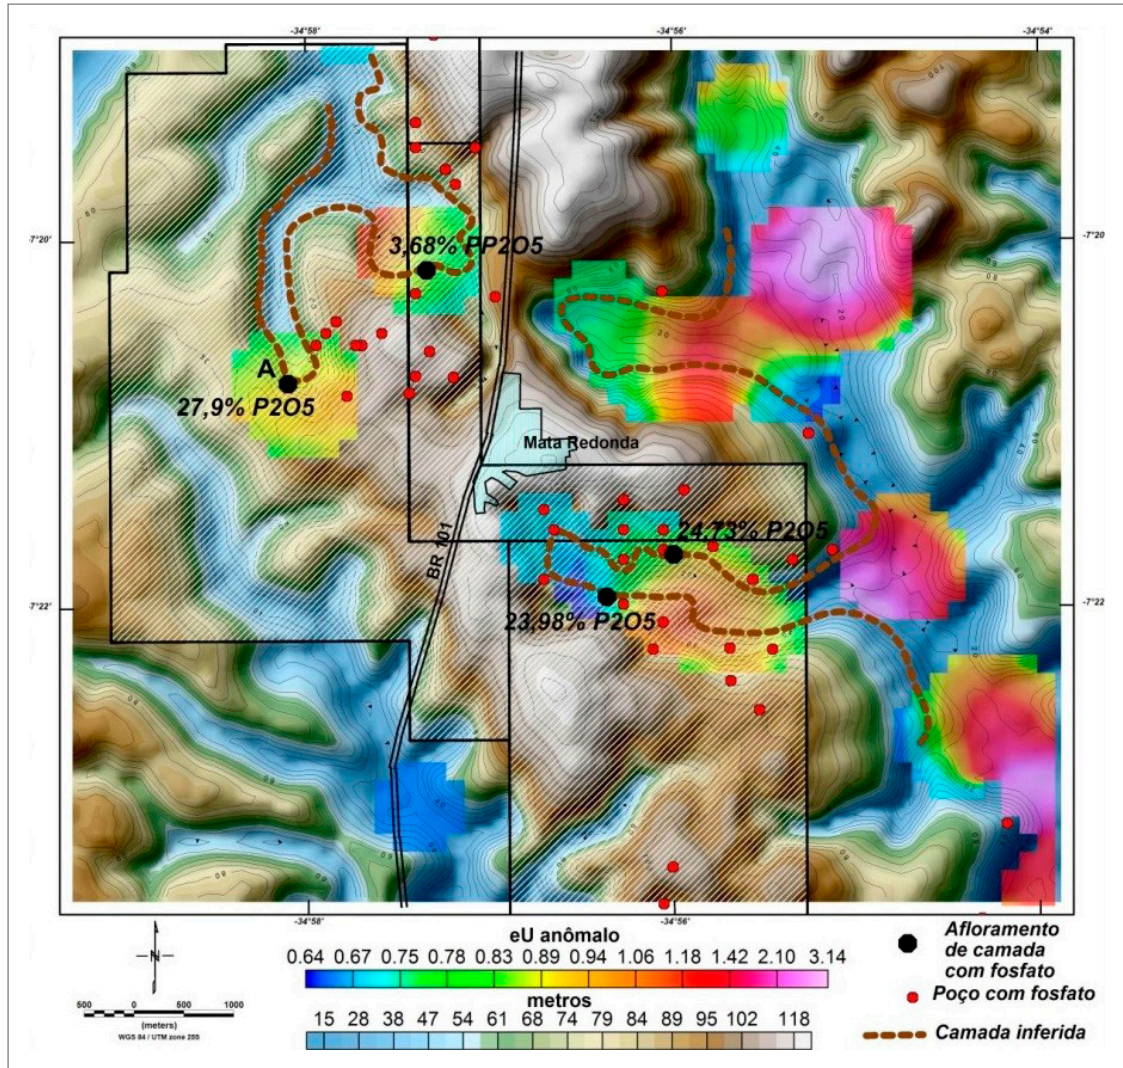 -34°58' -34°56' -34°54'
-7°20' -7°20'
3,68% PP2O5
A
27,9% P2O5
Mata Redonda
24,73% P2O5
BR 101
-7°22' -7°22'
23,98% P2O5
-34°58' -34°56' -34°54'
eU anômalo
0.64 0.67 0.75 0.78 0.83 0.89 0.94 1.06 1.18 1.42 2.10 3.14
metros
15 28 38 47 54 61 68 74 79 84 89 95 102 118
N
500 0 500 1000
(meters)
WGS 84 / UTM zone 25S
Afloramento
de camada
com fosfato
Poço com fosfato
Camada inferida